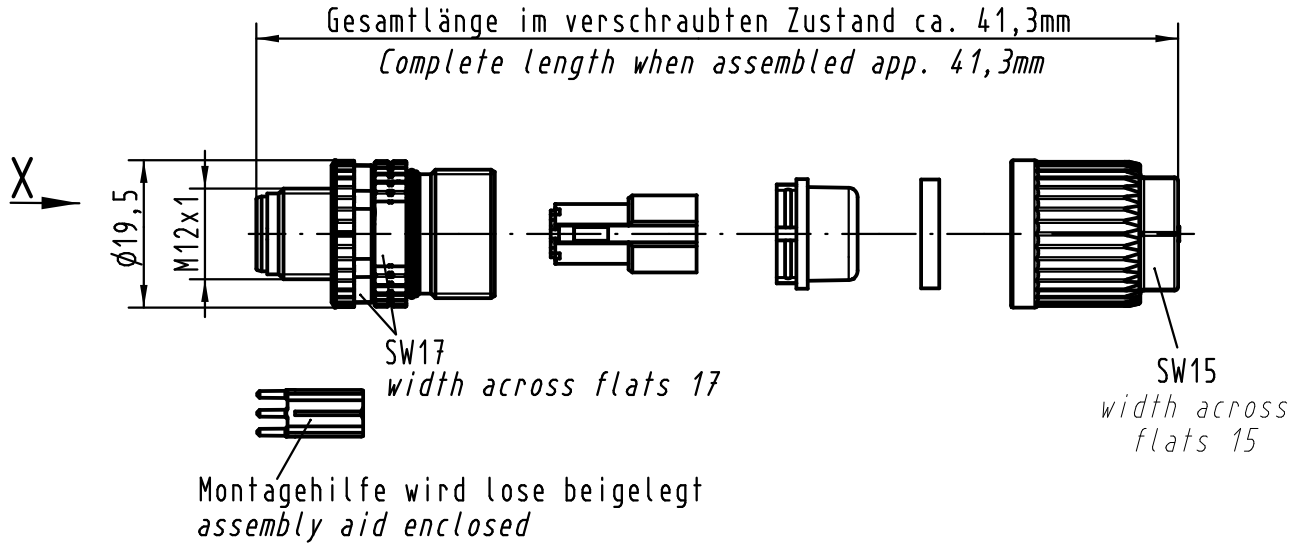 Gesamtlänge im verschraubten Zustand ca. 41,3mm
Complete length when assembled app. 41,3mm
X
ϕ19,5
M12x1
SW17
width across flats 17
SW15
width across
flats 15
Montagehilfe wird lose beigelegt
assembly aid enclosed